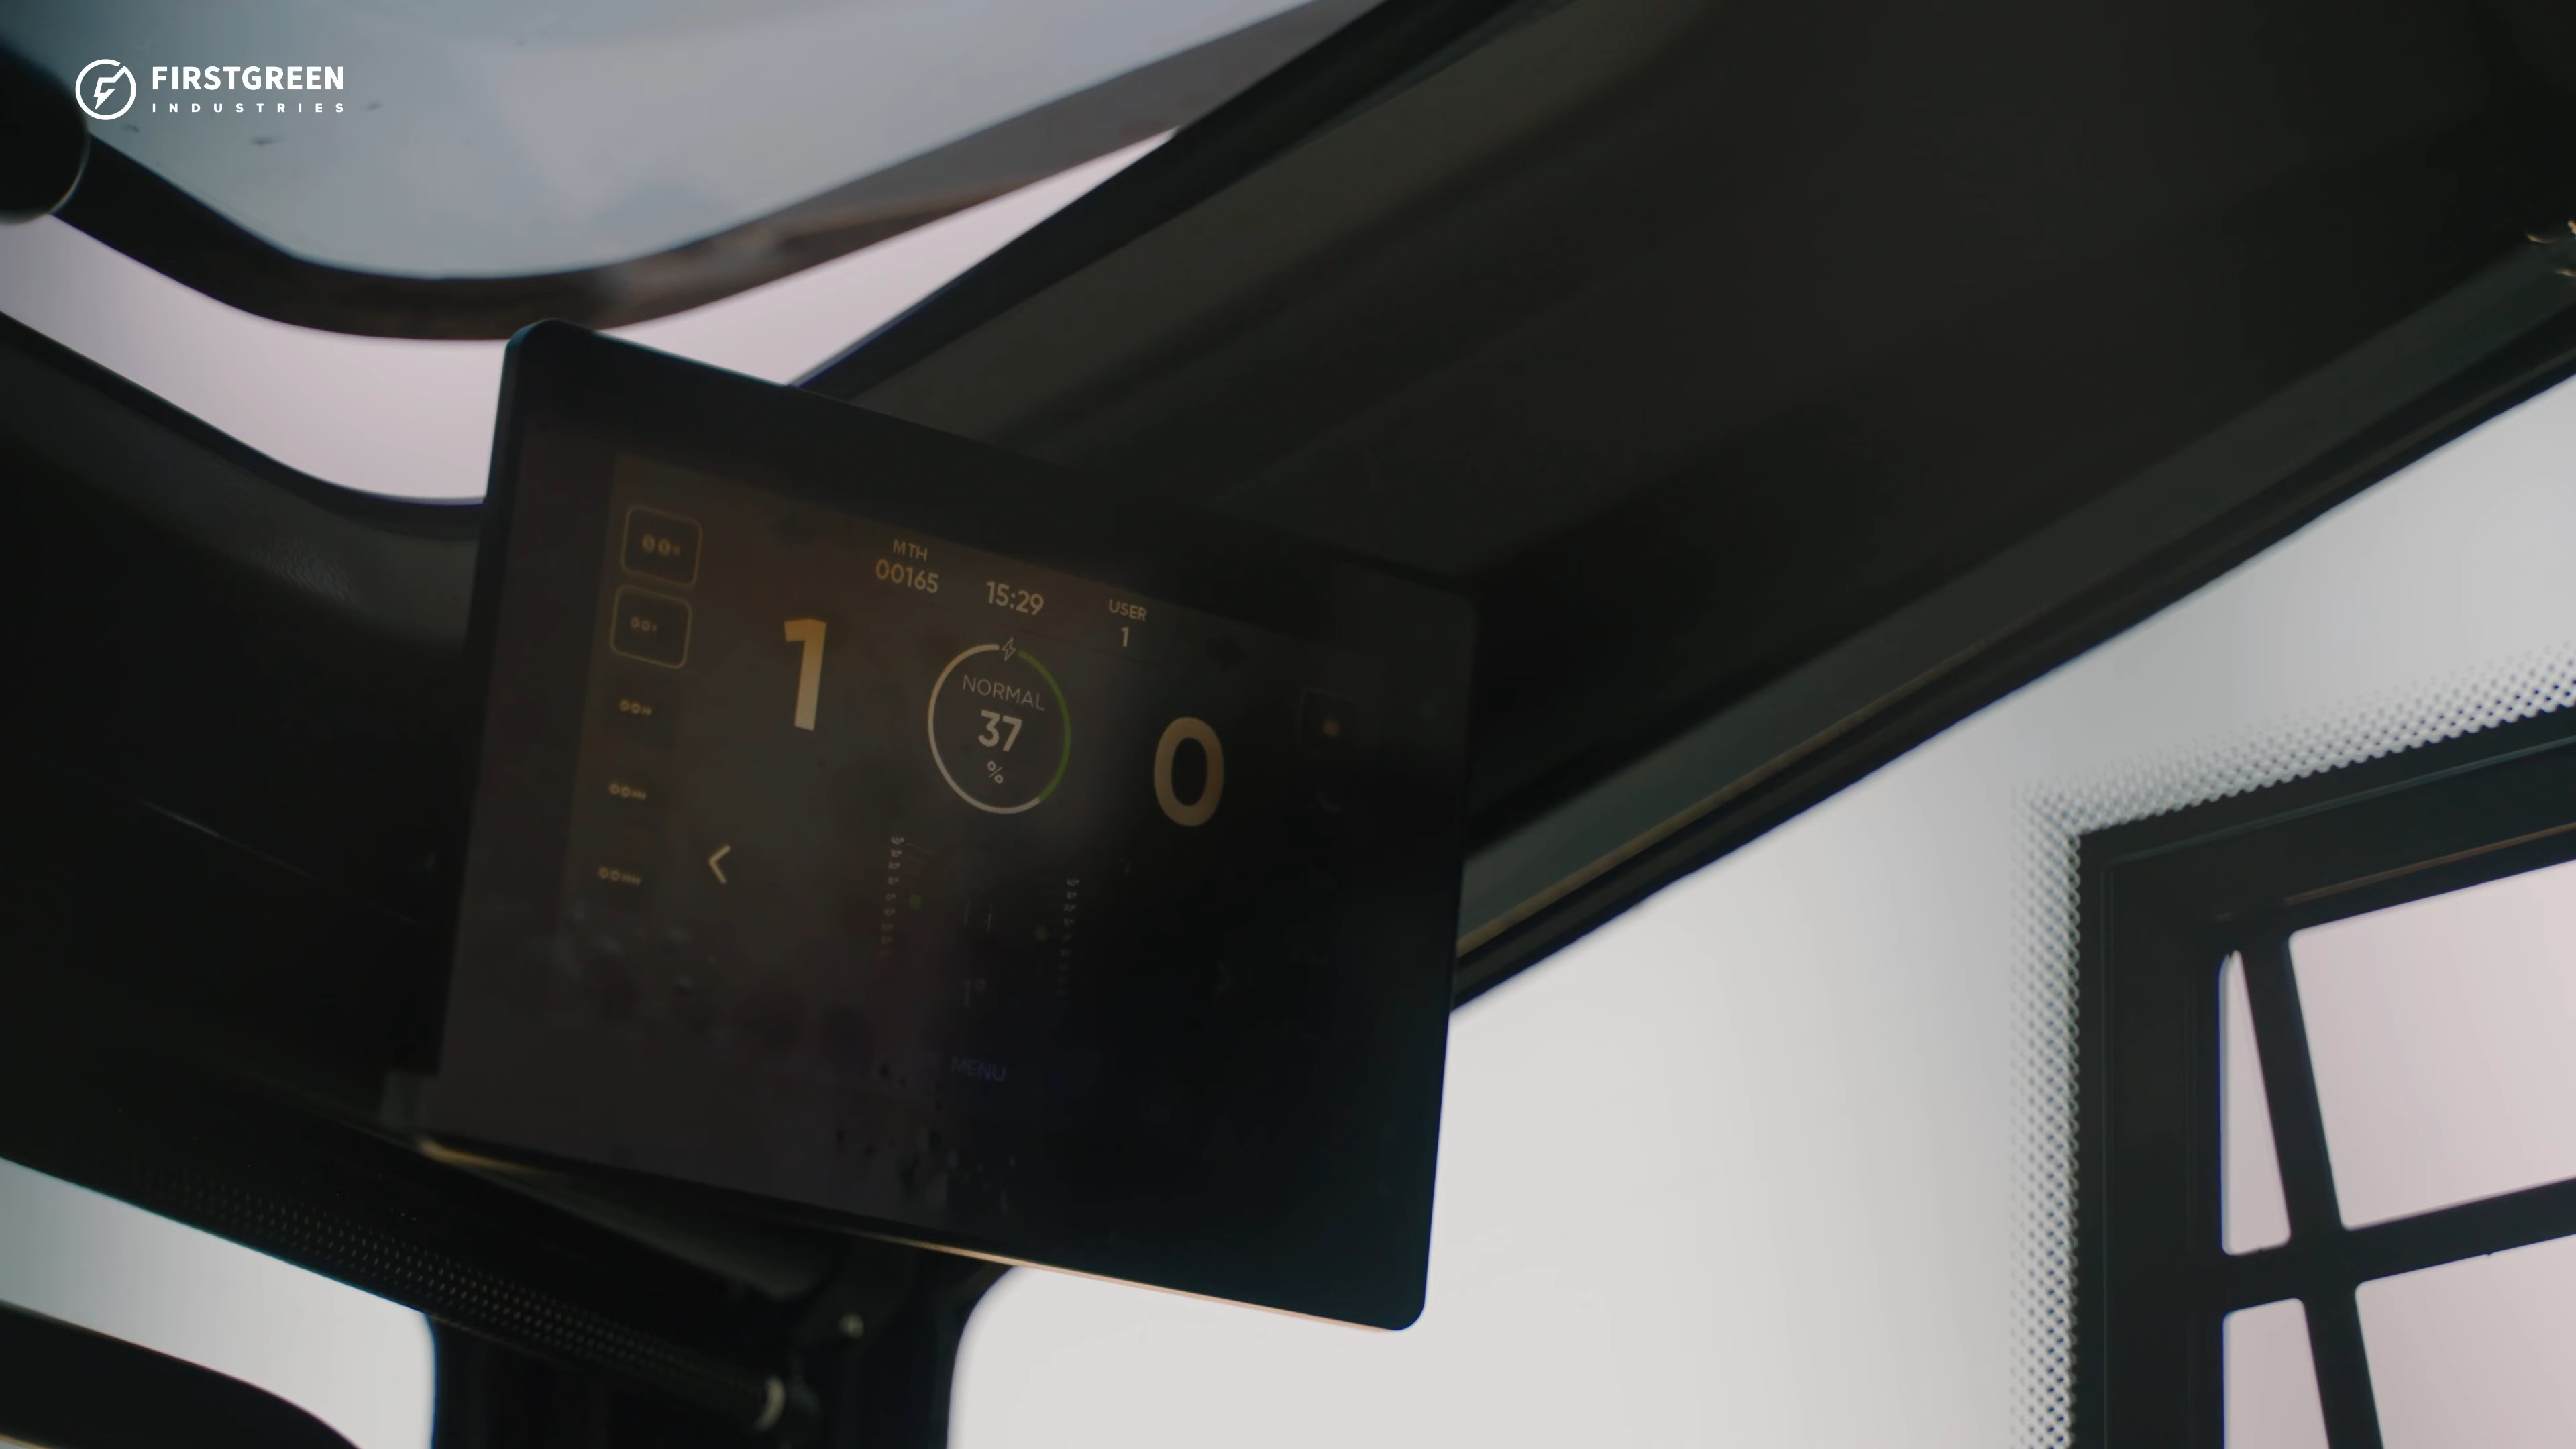 FIRSTGREEN
INDUSTRIES
MTH
00165
15:29
USER
1
1
NORMAL
37
%
0
MENU